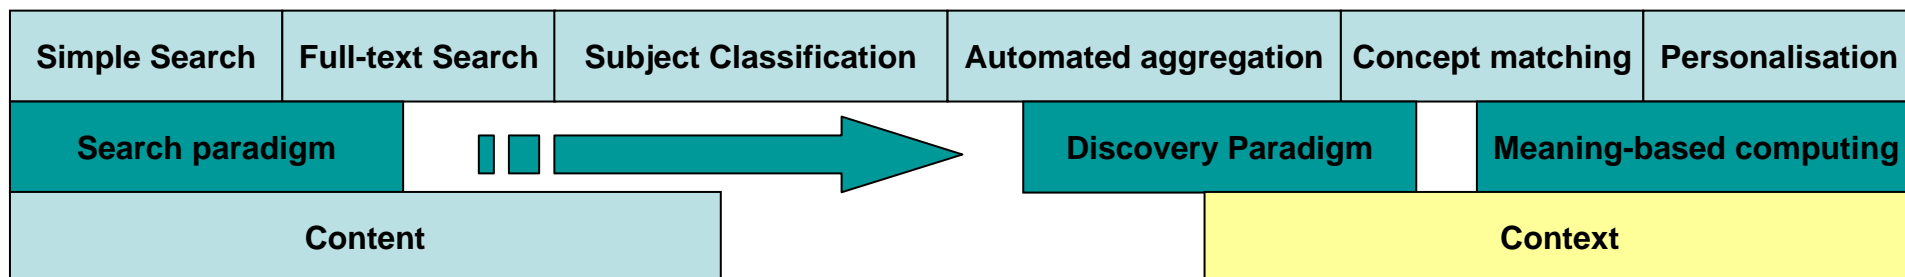 Simple Search Full-text Search Subject Classification Automated aggregation Concept matching Personalisation
Search paradigm Discovery Paradigm Meaning-based computing
Content Context